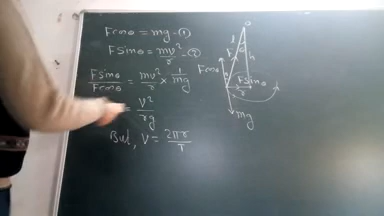 Fcosθ = mg - ①
Fsinθ = mv²/r - ②
Fsinθ/Fcosθ = mv²/r × 1/mg
= V²/rg
But, V = 2πr/T
O
l
θ
h
F
Fcosθ
θ
Fsinθ
r
mg